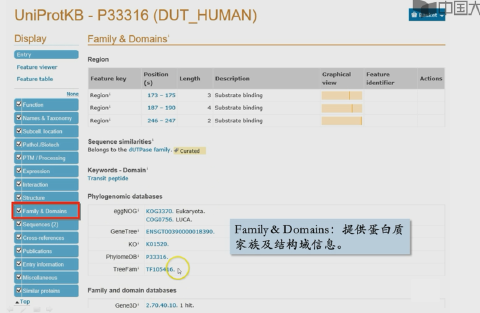 UniProtKB - P33316 (DUT_HUMAN)
中国大
Basket
Display
Family & Domains
Entry
Feature viewer
Feature table
None
Function
Names & Taxonomy
Subcell. location
Pathol./Biotech
PTM / Processing
Expression
Interaction
Structure
Family & Domains
Sequences (2)
Cross-references
Publications
Entry information
Miscellaneous
Similar proteins
Top
Region
Feature key Position (s) Length Description Graphical view Feature identifier Actions
Region 173 – 175 3 Substrate binding
Region 187 – 190 4 Substrate binding
Region 246 – 247 2 Substrate binding
Sequence similarities
Belongs to the dUTPase family. Curated
Keywords - Domain
Transit peptide
Phylogenomic databases
eggNOG KOG3370. Eukaryota.
COG0756. LUCA.
GeneTree ENSGT00390000018390.
KO K01520.
PhylomeDB P33316.
TreeFam TF105416.
Family & Domains：提供蛋白质
家族及结构域信息。
Family and domain databases
Gene3D 2.70.40.10. 1 hit.